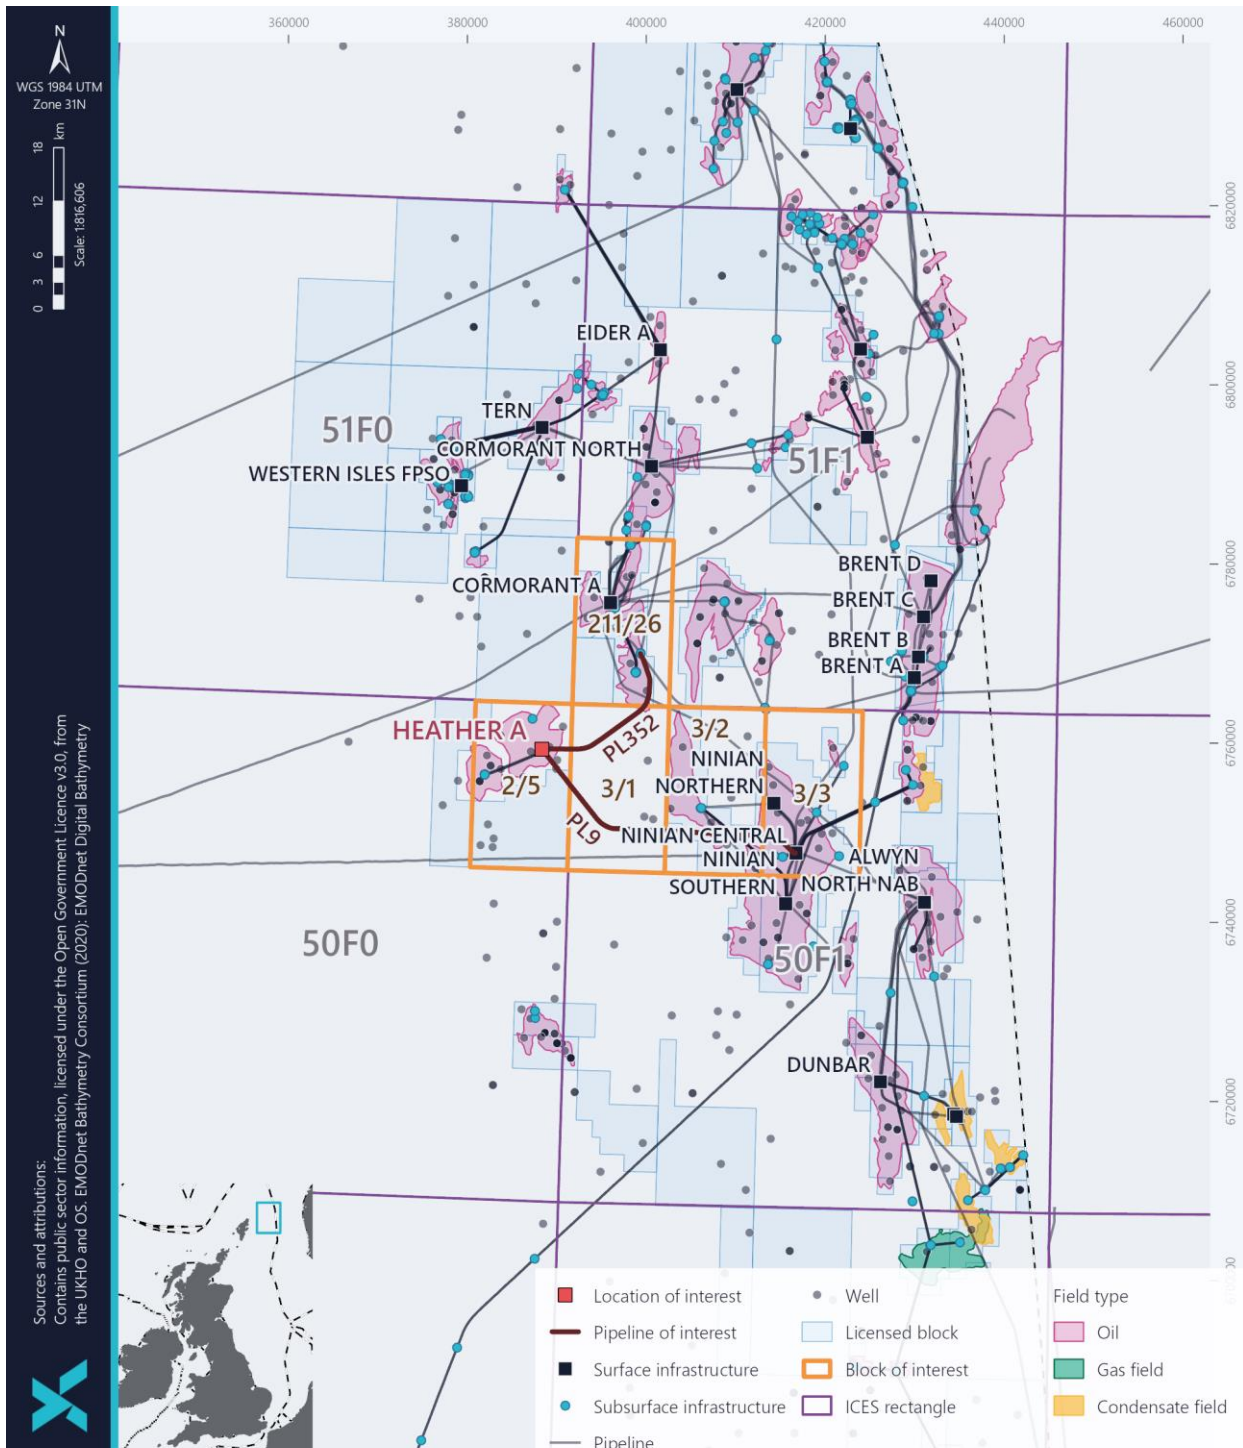 360000
380000
400000
420000
440000
460000
N
WGS 1984 UTM
Zone 31N
km
18
12
6
3
0
Scale: 1:816,606
6820000
6800000
6780000
6760000
6740000
6720000
EIDER A
TERN
51F0
CORMORANT NORTH
51F1
WESTERN ISLES FPSO
BRENT D
CORMORANT A
BRENT C
211/26
BRENT B
BRENT A
HEATHER A
PL352
3/2
NINIAN
NORTHERN
2/5
3/1
3/3
PL9
NINIAN CENTRAL
NINIAN
SOUTHERN
ALWYN
NORTH NAB
50F0
50F1
DUNBAR
Sources and attributions:
Contains public sector information, licensed under the Open Government Licence v3.0, from
the UKHO and OS. EMODnet Bathymetry Consortium (2020): EMODnet Digital Bathymetry
Location of interest
Pipeline of interest
Surface infrastructure
Subsurface infrastructure
Pipeline
Well
Licensed block
Block of interest
ICES rectangle
Field type
Oil
Gas field
Condensate field